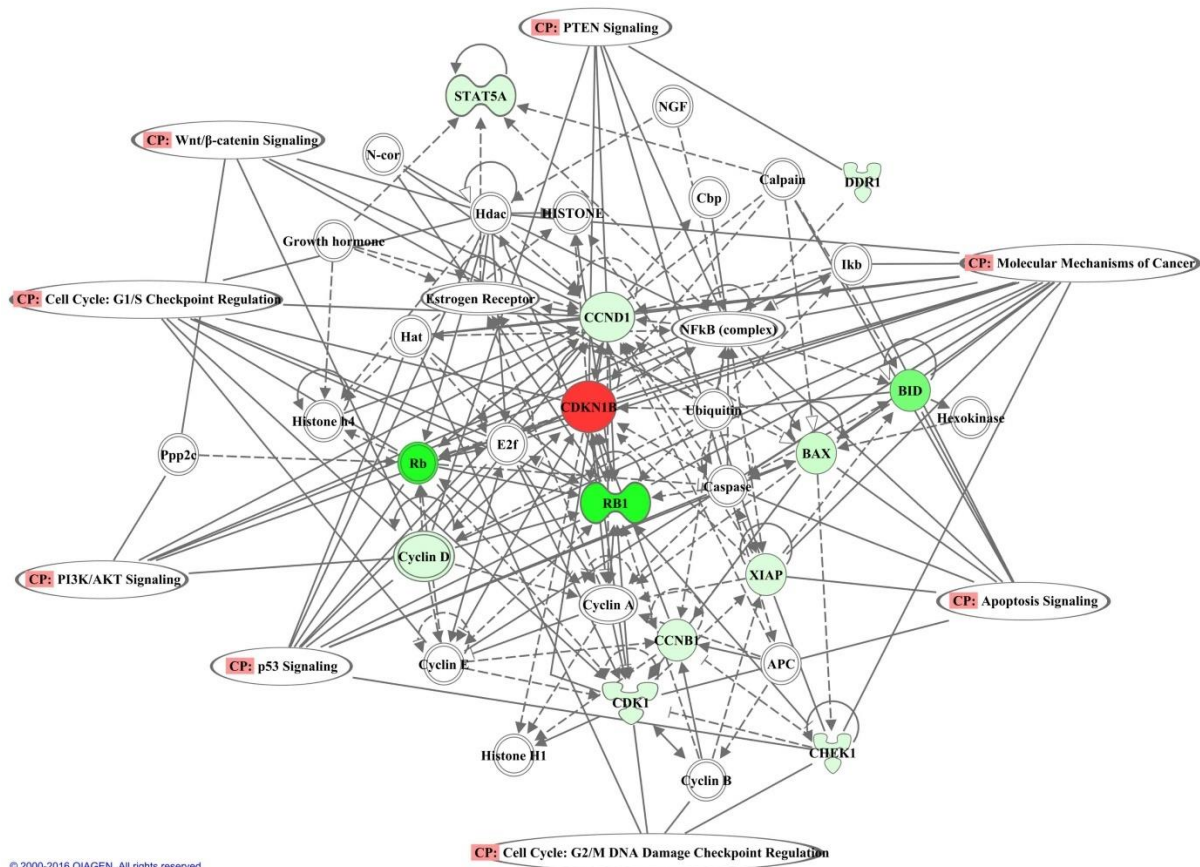 CP: PTEN Signaling
STAT5A
NGF
CP: Wnt/β-catenin Signaling
N-cor
Calpain
DDR1
Cbp
Hdac
HISTONE
Growth hormone
Ikb
CP: Molecular Mechanisms of Cancer
CP: Cell Cycle: G1/S Checkpoint Regulation
Estrogen Receptor
CCND1
NFkB (complex)
Hat
BID
CDKN1B
Ubiquitin
Hexokinase
Histone h4
E2f
Ppp2c
Rb
BAX
Caspase
RB1
Cyclin D
XIAP
CP: PI3K/AKT Signaling
Cyclin A
CP: Apoptosis Signaling
CCNB1
CP: p53 Signaling
Cyclin E
APC
CDK1
Histone H1
CHEK1
Cyclin B
CP: Cell Cycle: G2/M DNA Damage Checkpoint Regulation
© 2000-2016 QIAGEN. All rights reserved.